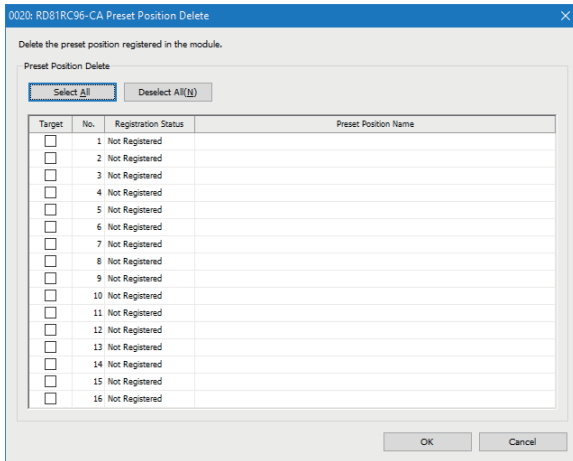 0020: RD81RC96-CA Preset Position Delete
Delete the preset position registered in the module.
Preset Position Delete
Select All Deselect All(N)
Target No. Registration Status Preset Position Name
1 Not Registered
2 Not Registered
3 Not Registered
4 Not Registered
5 Not Registered
6 Not Registered
7 Not Registered
8 Not Registered
9 Not Registered
10 Not Registered
11 Not Registered
12 Not Registered
13 Not Registered
14 Not Registered
15 Not Registered
16 Not Registered
OK Cancel